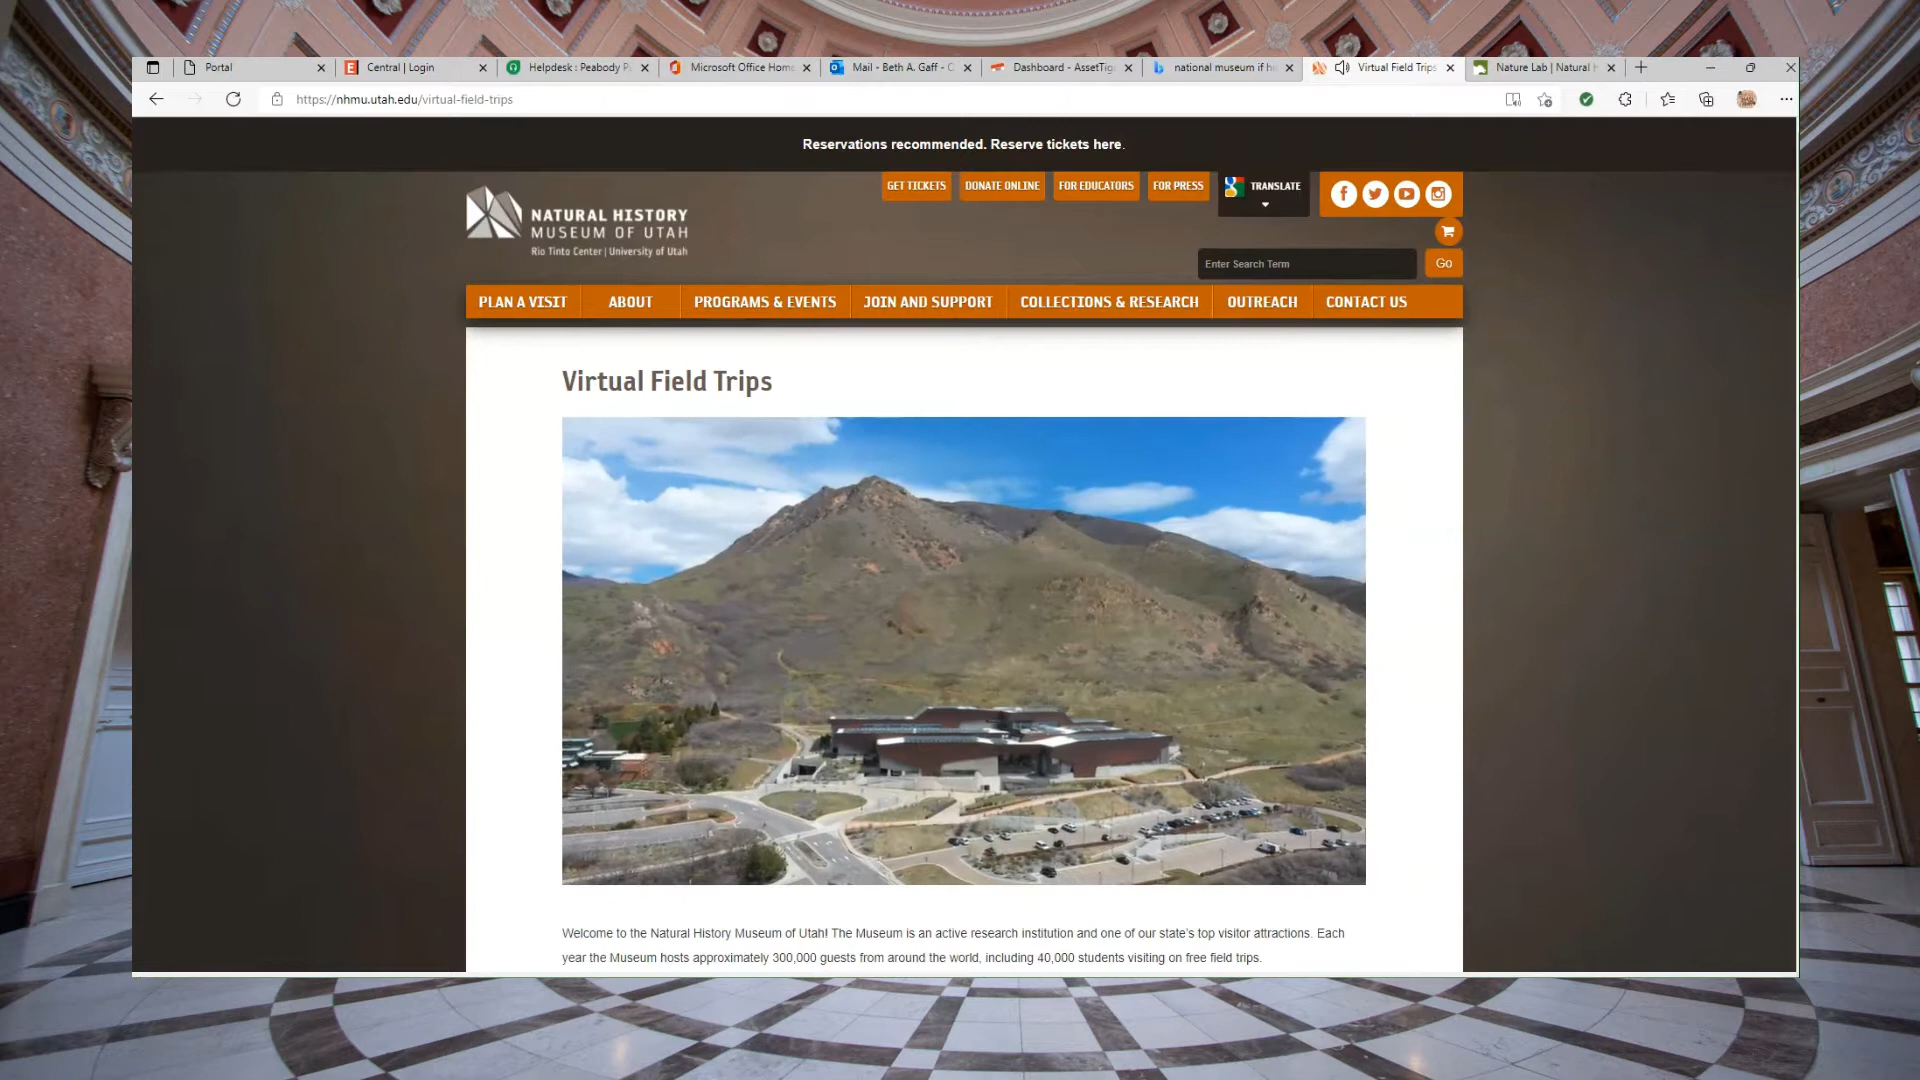 Portal
Central | Login
Helpdesk : Peabody P
Microsoft Office Home
Mail - Beth A. Gaff - C
Dashboard - AssetTig
national museum if hi
Virtual Field Trips
Nature Lab | Natural H
https://nhmu.utah.edu/virtual-field-trips
Reservations recommended. Reserve tickets here.
GET TICKETS
DONATE ONLINE
FOR EDUCATORS
FOR PRESS
TRANSLATE
NATURAL HISTORY
MUSEUM OF UTAH
Rio Tinto Center | University of Utah
Enter Search Term
Go
PLAN A VISIT
ABOUT
PROGRAMS & EVENTS
JOIN AND SUPPORT
COLLECTIONS & RESEARCH
OUTREACH
CONTACT US
Virtual Field Trips
Welcome to the Natural History Museum of Utah! The Museum is an active research institution and one of our state's top visitor attractions. Each
year the Museum hosts approximately 300,000 guests from around the world, including 40,000 students visiting on free field trips.